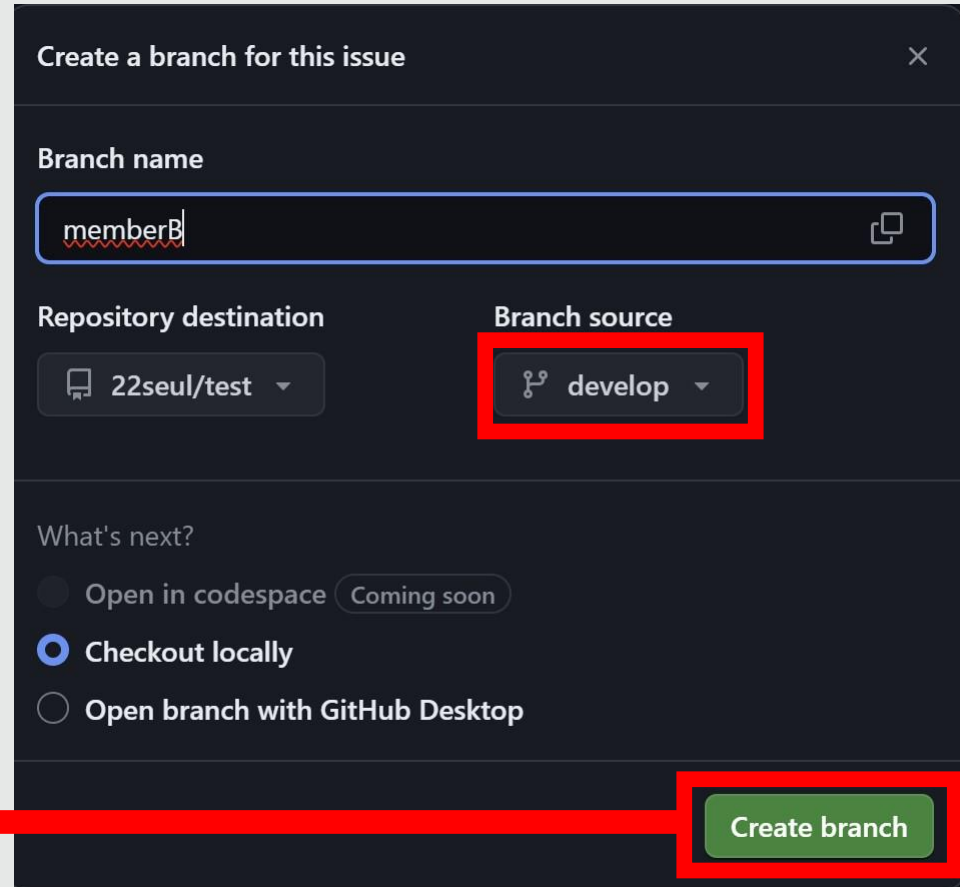 Create a branch for this issue
Branch name
memberB
Repository destination
Branch source
22seul/test
develop
What's next?
Open in codespace Coming soon
Checkout locally
Open branch with GitHub Desktop
Create branch